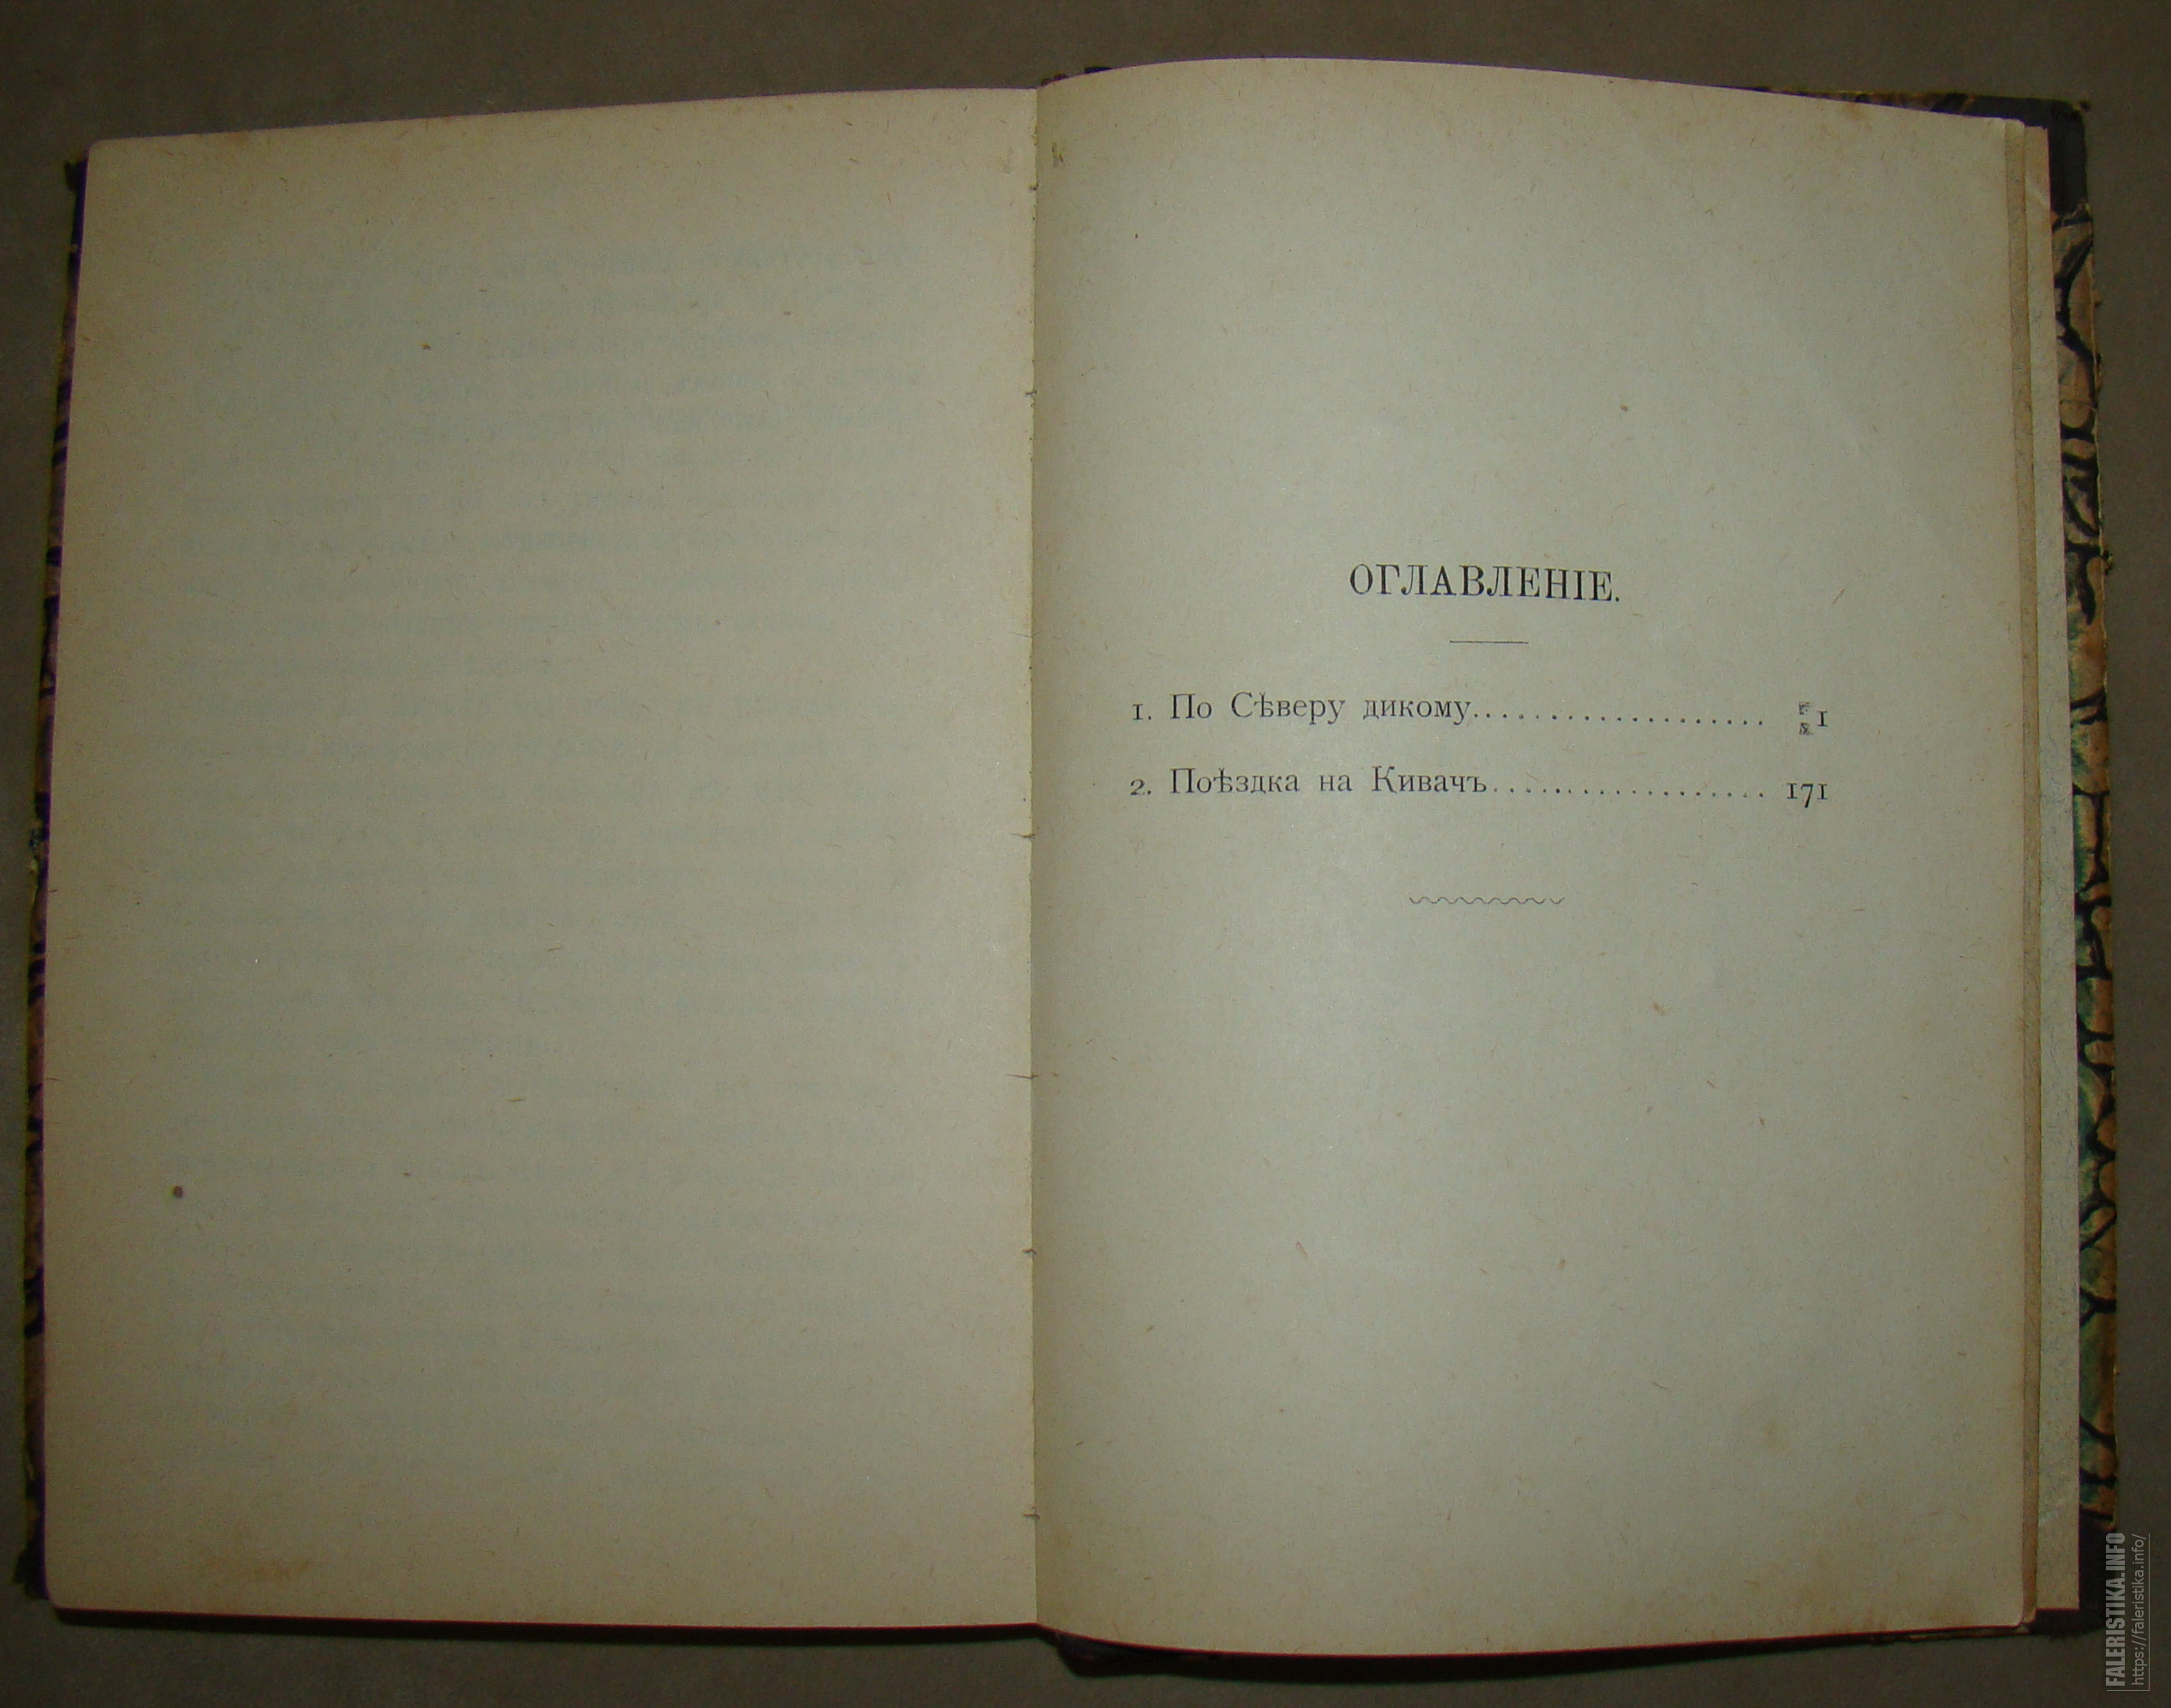 ОГЛАВЛЕНІЕ.
1. По Сѣверу дикому.................... 1
2. Поѣздка на Кивачъ................... 171
FALERISTIKA.INFO
https://faleristika.info/